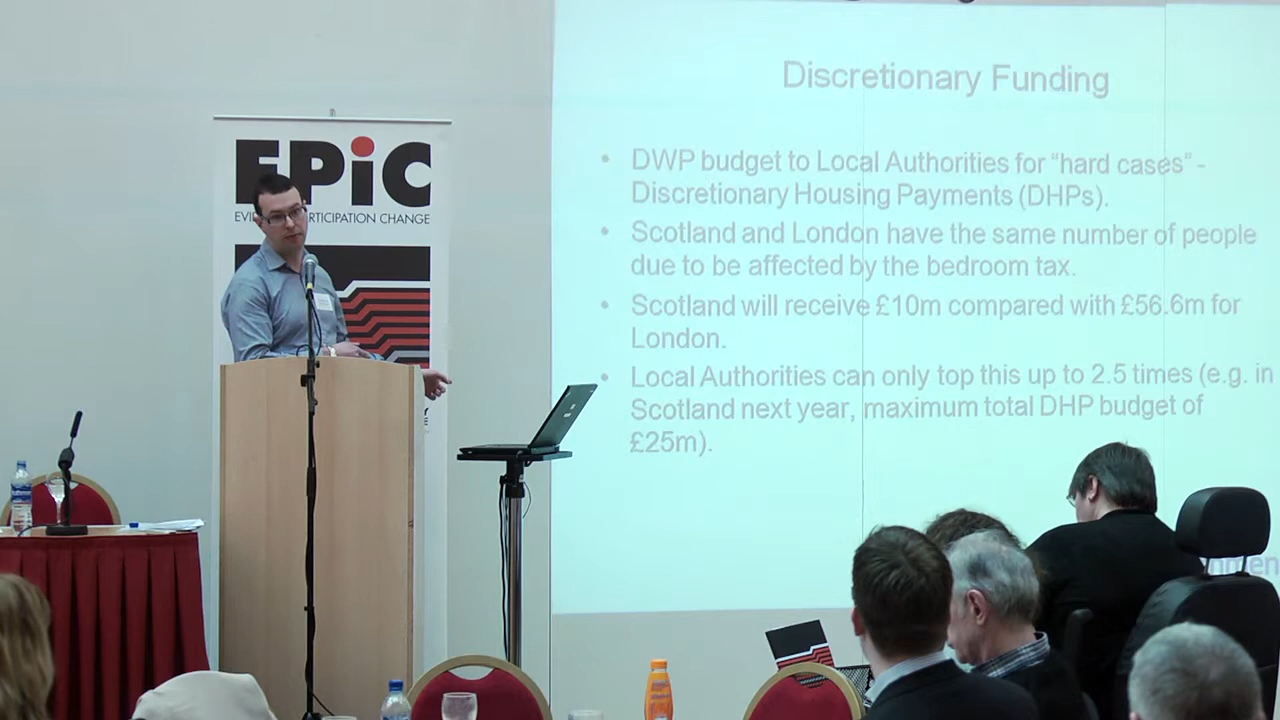 EPiC
PARTICIPATION CHANGE
Discretionary Funding
• DWP budget to Local Authorities for “hard cases” -
Discretionary Housing Payments (DHPs).
• Scotland and London have the same number of people
due to be affected by the bedroom tax.
• Scotland will receive £10m compared with £56.6m for
London.
• Local Authorities can only top this up to 2.5 times (e.g. in
Scotland next year, maximum total DHP budget of
£25m).